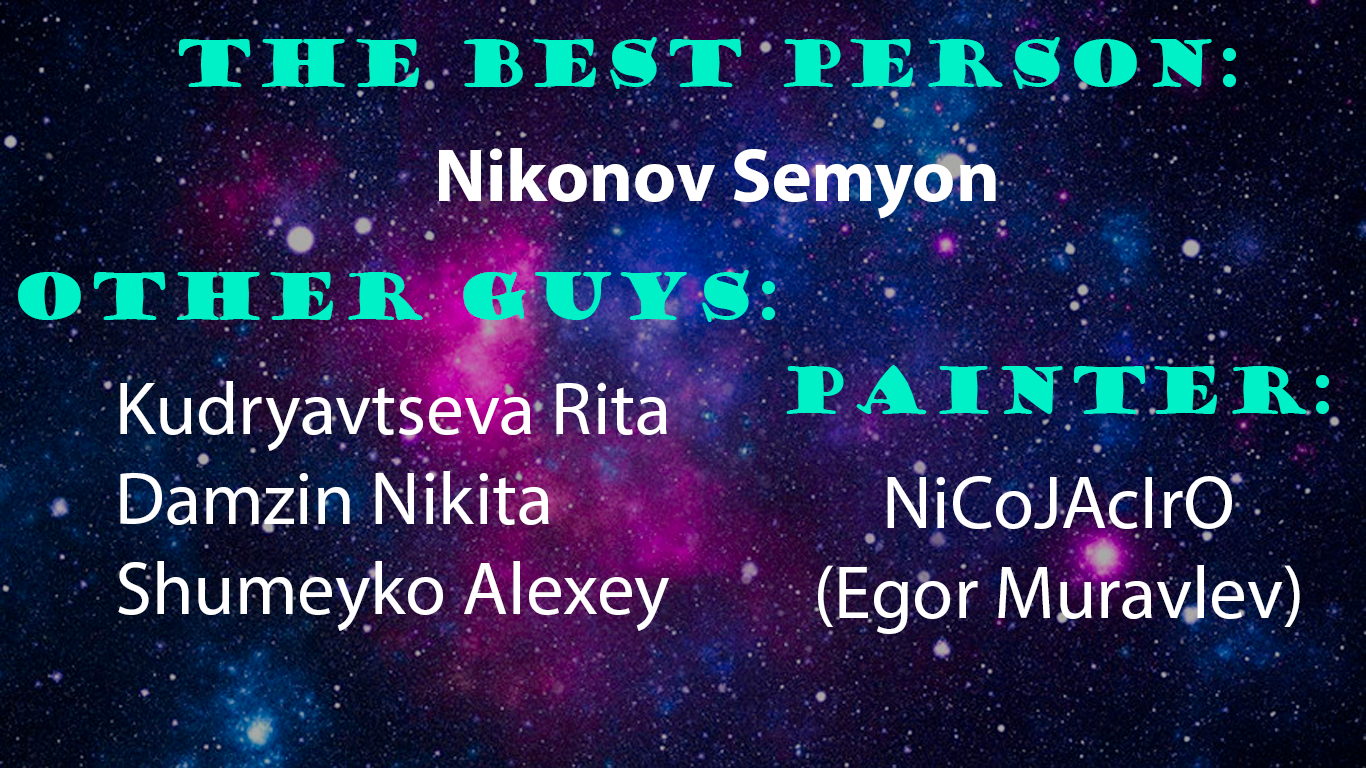 THE BEST PERSON:
Nikonov Semyon
OTHER GUYS:
Kudryavtseva Rita
Damzin Nikita
Shumeyko Alexey
PAINTER:
NiCoJAcIrO
(Egor Muravlev)